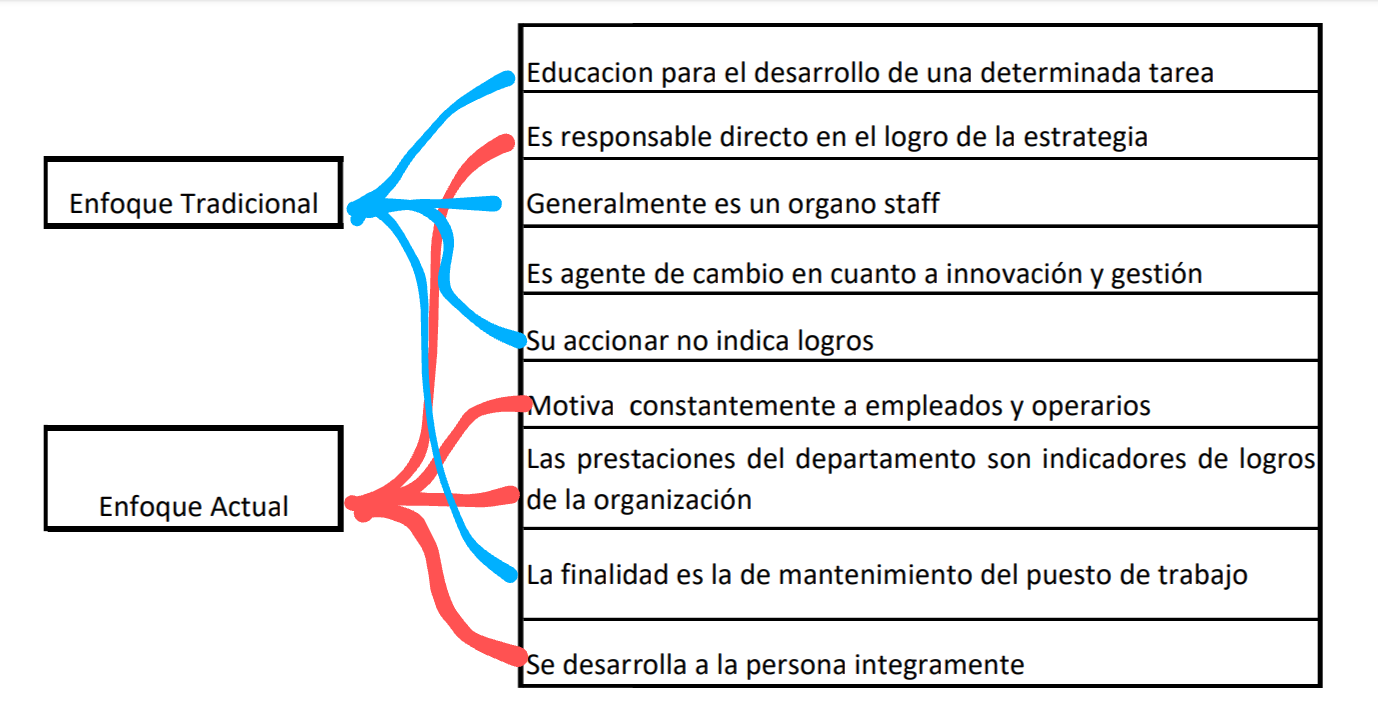 Educacion para el desarrollo de una determinada tarea
Es responsable directo en el logro de la estrategia
Enfoque Tradicional
Generalmente es un organo staff
Es agente de cambio en cuanto a innovación y gestión
Su accionar no indica logros
Motiva constantemente a empleados y operarios
Las prestaciones del departamento son indicadores de logros
de la organización
Enfoque Actual
La finalidad es la de mantenimiento del puesto de trabajo
Se desarrolla a la persona integramente